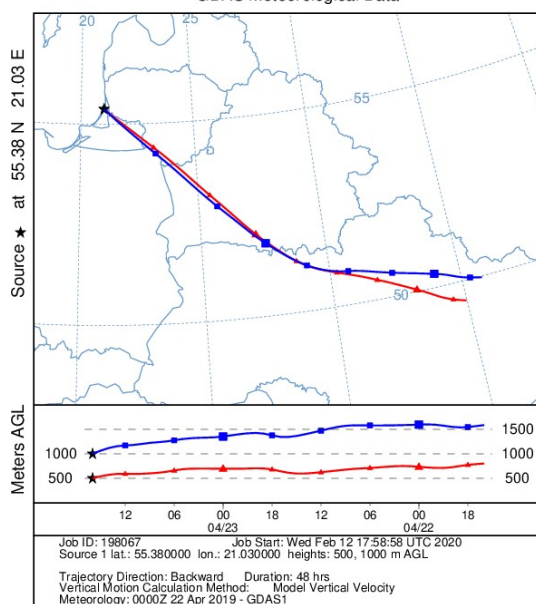 GDAS Meteorological Data
Source ★ at 55.38 N 21.03 E
20
25
55
50
Meters AGL
1500
1000
1000
500
500
12 06 00 18 12 06 00 18
04/23 04/22
Job ID: 198067 Job Start: Wed Feb 12 17:58:58 UTC 2020
Source 1 lat.: 55.380000 lon.: 21.030000 heights: 500, 1000 m AGL
Trajectory Direction: Backward Duration: 48 hrs
Vertical Motion Calculation Method: Model Vertical Velocity
Meteorology: 0000Z 22 Apr 2019 - GDAS1